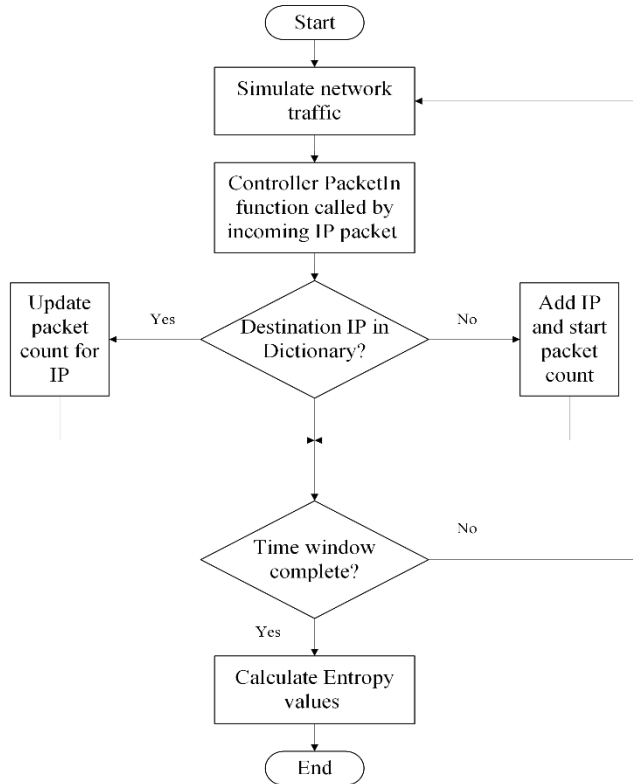 Start
Simulate network
traffic
Controller PacketIn
function called by
incoming IP packet
Update
packet
count for
IP
Yes
Destination IP in
Dictionary?
No
Add IP
and start
packet
count
Time window
complete?
No
Yes
Calculate Entropy
values
End